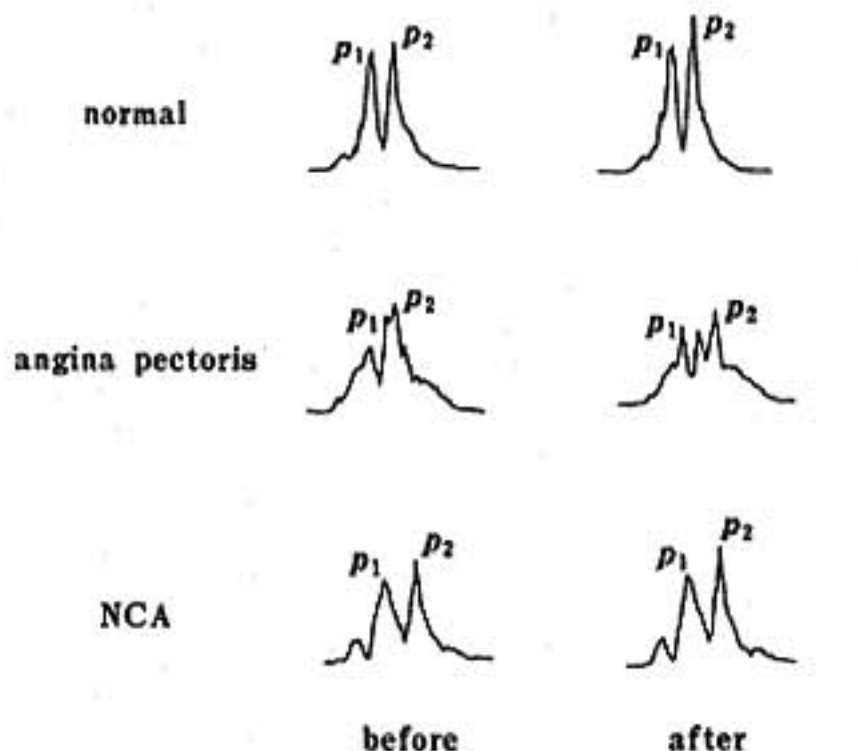 p1 p2 p1 p2
normal
p1 p2 p1 p2
angina pectoris
p1 p2 p1 p2
NCA
before after